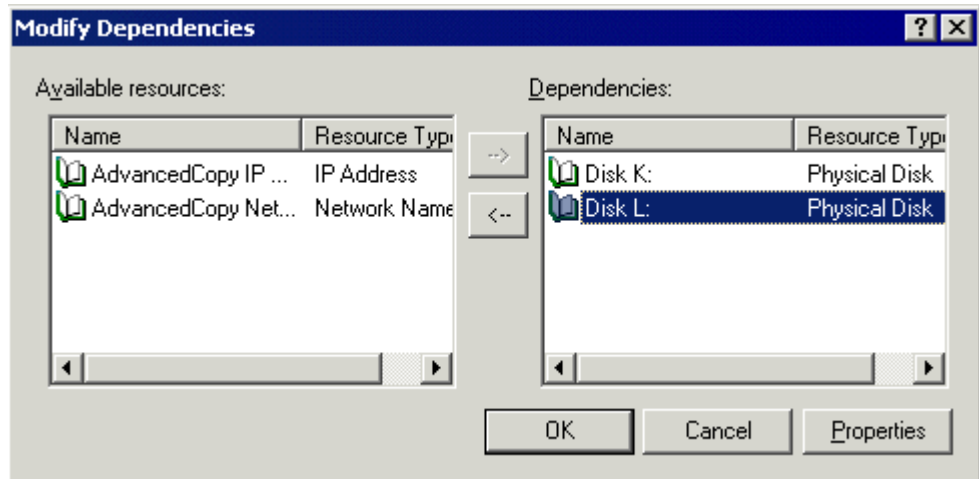 Modify Dependencies
Available resources:
Name Resource Typ
AdvancedCopy IP ... IP Address
AdvancedCopy Net... Network Name
-->
<--
Dependencies:
Name Resource Typ
Disk K: Physical Disk
Disk L: Physical Disk
OK Cancel Properties